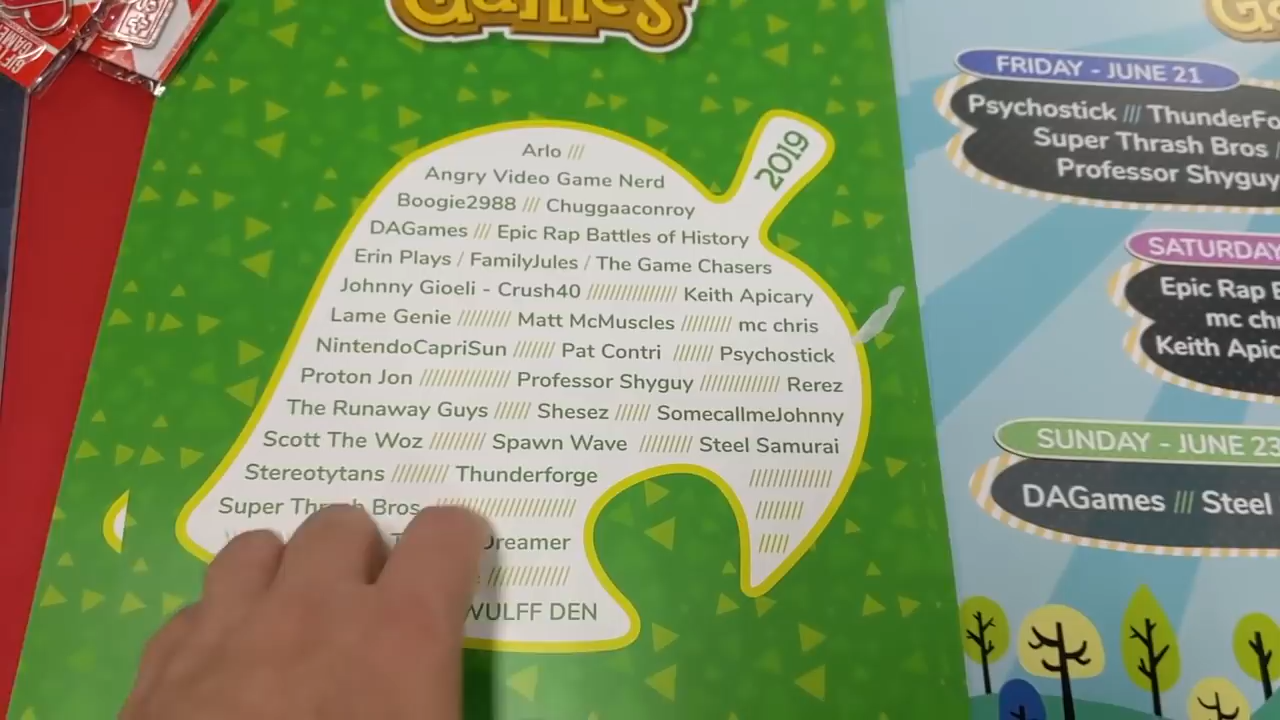 Games
2019
Arlo ///
Angry Video Game Nerd
Boogie2988 /// Chuggaaconroy
DAGames /// Epic Rap Battles of History
Erin Plays / FamilyJules / The Game Chasers
Johnny Gioeli - Crush40 //////////////// Keith Apicary
Lame Genie ///////// Matt McMuscles ///////// mc chris
NintendoCapriSun /////// Pat Contri /////// Psychostick
Proton Jon //////////////// Professor Shyguy ////////////// Rerez
The Runaway Guys ////// Shesez ////// SomecallmeJohnny
Scott The Woz ///////// Spawn Wave ///////// Steel Samurai
Stereotytans ///////// Thunderforge ///////////////
Super Thrash Bros ///////////////////////// ////////
Dreamer /////
//////////////
WULFF DEN
FRIDAY - JUNE 21
Psychostick /// ThunderFo
Super Thrash Bros /
Professor Shyguy
SATURDAY
Epic Rap
mc chr
Keith Apic
SUNDAY - JUNE 23
DAGames /// Steel
GIFT
GAME